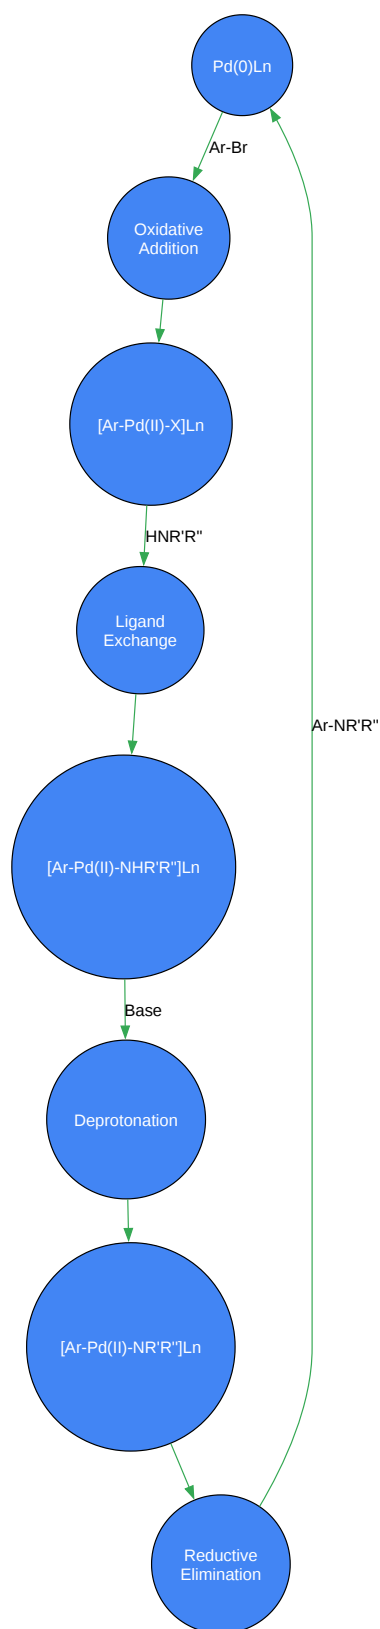 Pd(0)Ln
Ar-Br
Oxidative
Addition
[Ar-Pd(II)-X]Ln
HNR'R"
Ligand
Exchange
Ar-NR'R"
[Ar-Pd(II)-NHR'R"]Ln
Base
Deprotonation
[Ar-Pd(II)-NR'R"]Ln
Reductive
Elimination